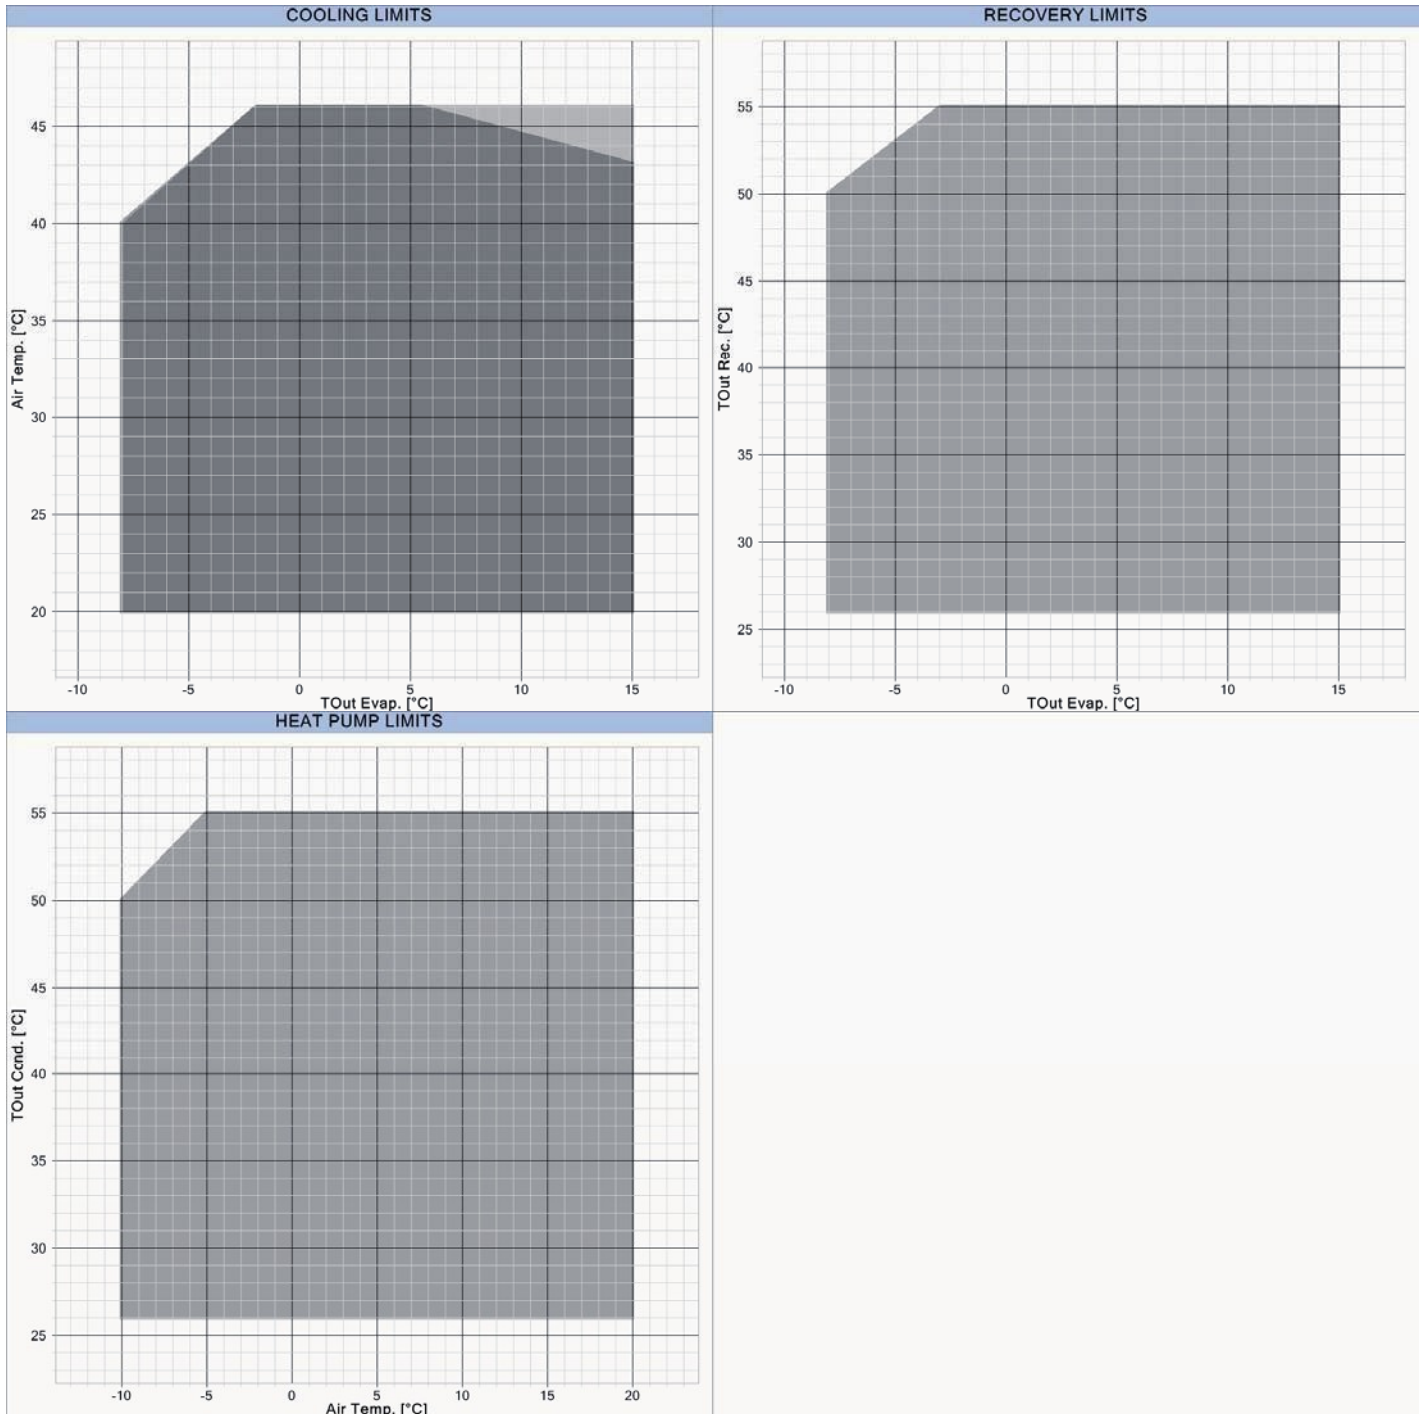 COOLING LIMITS
45
40
35
30
25
20
Air Temp. [°C]
-10 -5 0 5 10 15
TOut Evap. [°C]
RECOVERY LIMITS
55
50
45
40
35
30
25
TOut Rec. [°C]
-10 -5 0 5 10 15
TOut Evap. [°C]
HEAT PUMP LIMITS
55
50
45
40
35
30
25
TOut Cond. [°C]
-10 -5 0 5 10 15 20
Air Temp. [°C]